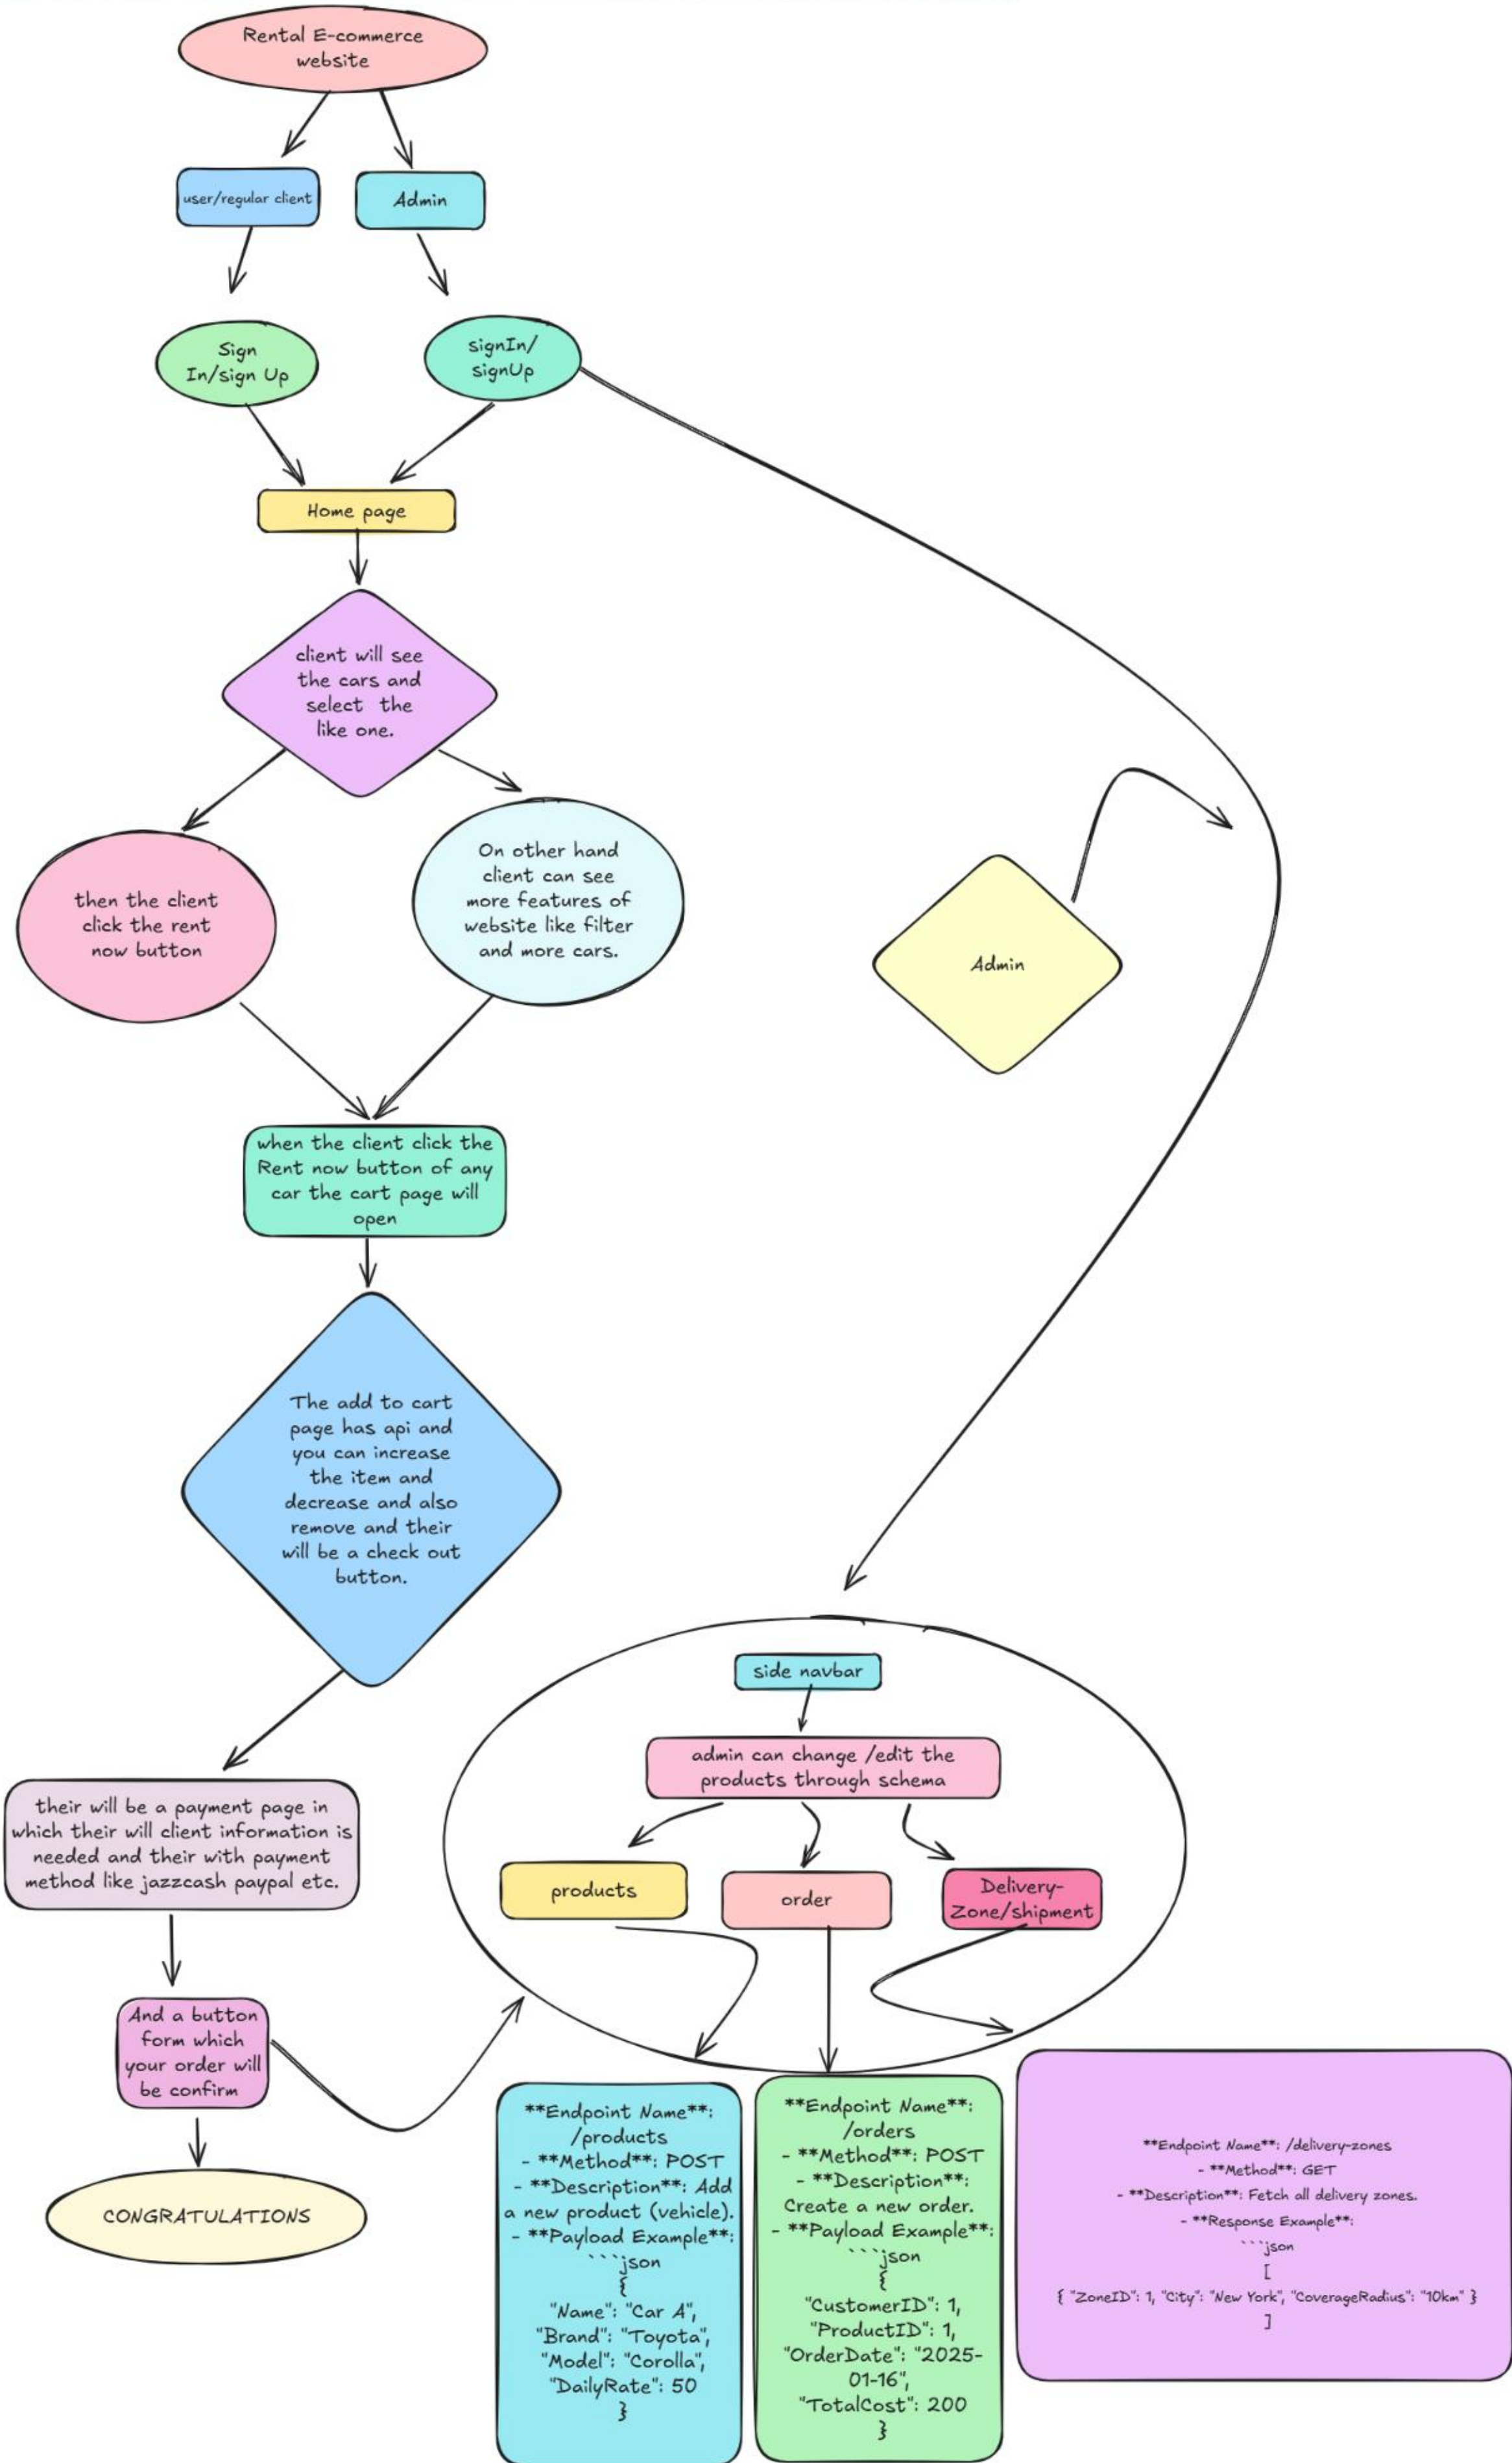 Rental E-commerce
website
user/regular client
Admin
Sign
In/sign Up
signIn/
signUp
Home page
client will see
the cars and
select  the
like one.
then the client
click the rent
now button
On other hand
client can see
more features of
website like filter
and more cars.
Admin
when the client click the
Rent now button of any
car the cart page will
open
The add to cart
page has api and
you can increase
the item and
decrease and also
remove and their
will be a check out
button.
side navbar
admin can change /edit the
products through schema
products
order
Delivery-
Zone/shipment
their will be a payment page in
which their will client information is
needed and their with payment
method like jazzcash paypal etc.
And a button
form which
your order will
be confirm
CONGRATULATIONS
**Endpoint Name**:
/products
- **Method**: POST
- **Description**: Add
a new product (vehicle).
- **Payload Example**:
```json
{
"Name": "Car A",
"Brand": "Toyota",
"Model": "Corolla",
"DailyRate": 50
}
**Endpoint Name**:
/orders
- **Method**: POST
- **Description**:
Create a new order.
- **Payload Example**:
```json
{
"CustomerID": 1,
"ProductID": 1,
"OrderDate": "2025-
01-16",
"TotalCost": 200
}
**Endpoint Name**: /delivery-zones
- **Method**: GET
- **Description**: Fetch all delivery zones.
- **Response Example**:
```json
[
{ "ZoneID": 1, "City": "New York", "CoverageRadius": "10km" }
]